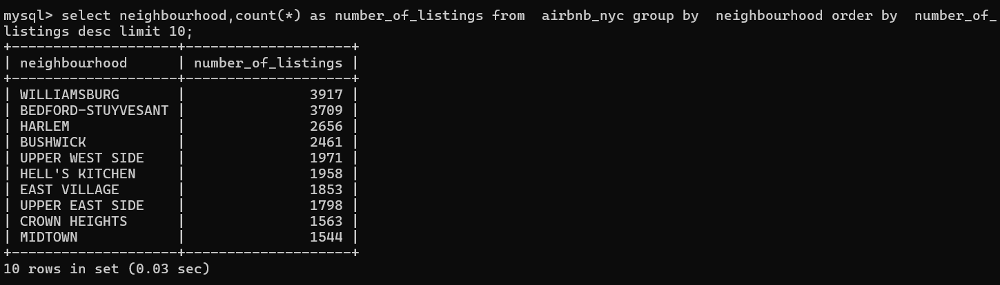 mysql> select neighbourhood,count(*) as number_of_listings from  airbnb_nyc group by  neighbourhood order by  number_of_
listings desc limit 10;
+--------------------+--------------------+
| neighbourhood      | number_of_listings |
+--------------------+--------------------+
| WILLIAMSBURG       |               3917 |
| BEDFORD-STUYVESANT |               3709 |
| HARLEM             |               2656 |
| BUSHWICK           |               2461 |
| UPPER WEST SIDE    |               1971 |
| HELL'S KITCHEN     |               1958 |
| EAST VILLAGE       |               1853 |
| UPPER EAST SIDE    |               1798 |
| CROWN HEIGHTS      |               1563 |
| MIDTOWN            |               1544 |
+--------------------+--------------------+
10 rows in set (0.03 sec)